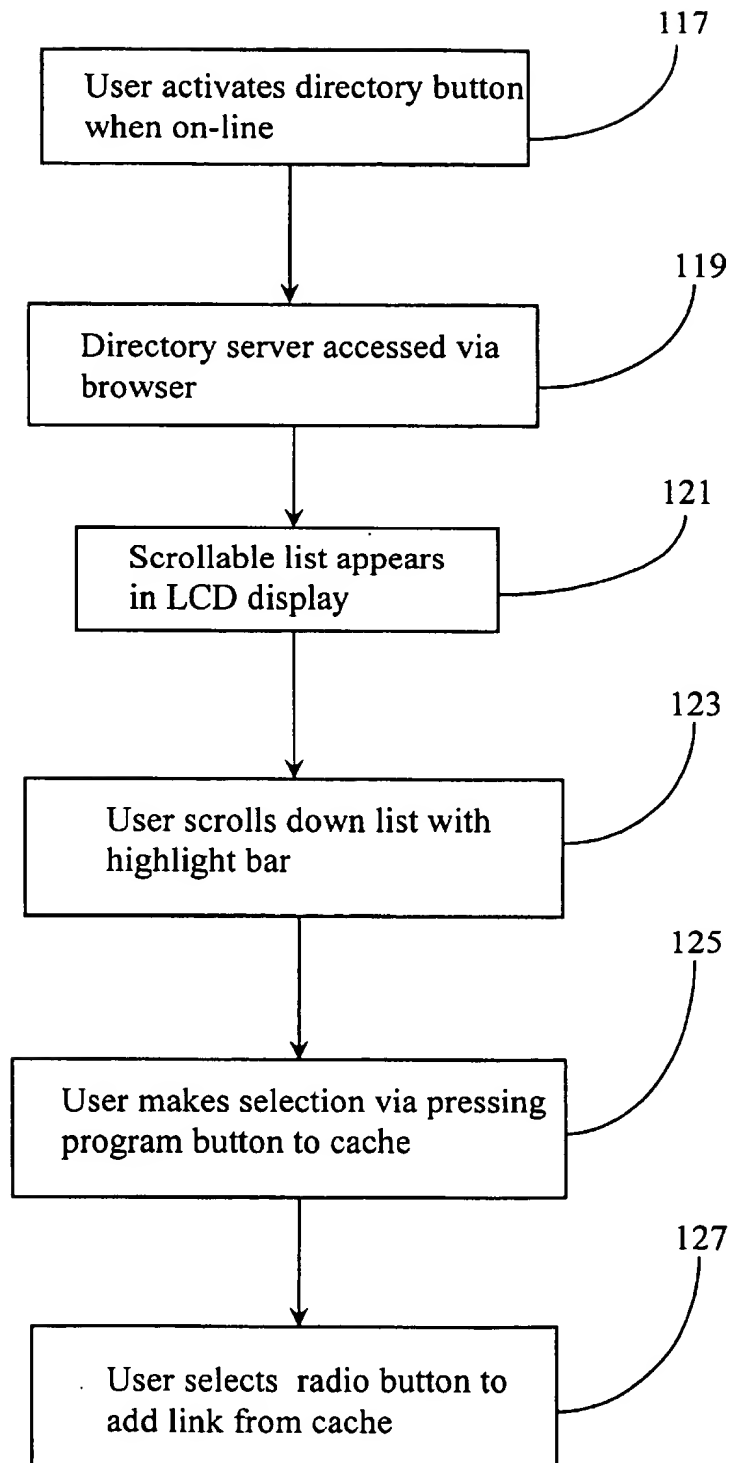 117
User activates directory button
when on-line
119
Directory server accessed via
browser
121
Scrollable list appears
in LCD display
123
User scrolls down list with
highlight bar
125
User makes selection via pressing
program button to cache
127
User selects radio button to
add link from cache